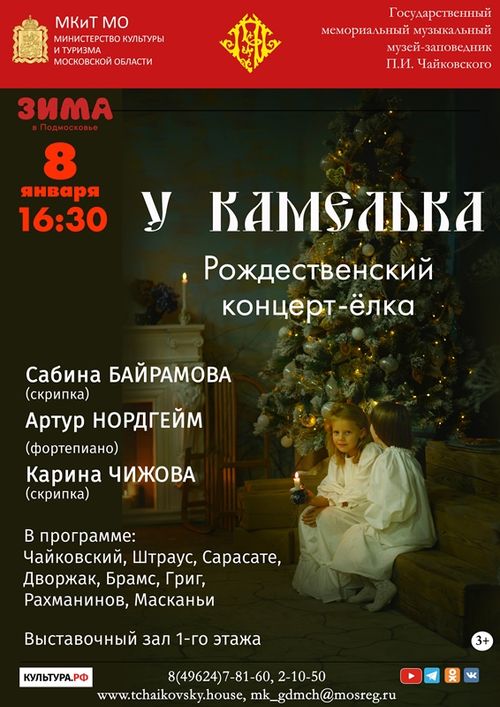 МКиТ МО
МИНИСТЕРСТВО КУЛЬТУРЫ
И ТУРИЗМА
МОСКОВСКОЙ ОБЛАСТИ
Государственный
мемориальный музыкальный
музей-заповедник
П.И. Чайковского
ЗИМА
в Подмосковье
8
января
16:30
У КАМЕЛЬКА
Рождественский
концерт-ёлка
Сабина БАЙРАМОВА
(скрипка)
Артур НОРДГЕЙМ
(фортепиано)
Карина ЧИЖОВА
(скрипка)
В программе:
Чайковский, Штраус, Сарасате,
Дворжак, Брамс, Григ,
Рахманинов, Масканьи
Выставочный зал 1-го этажа
3+
КУЛЬТУРА.РФ
8(49624)7-81-60, 2-10-50
www.tchaikovsky.house, mk_gdmch@mosreg.ru